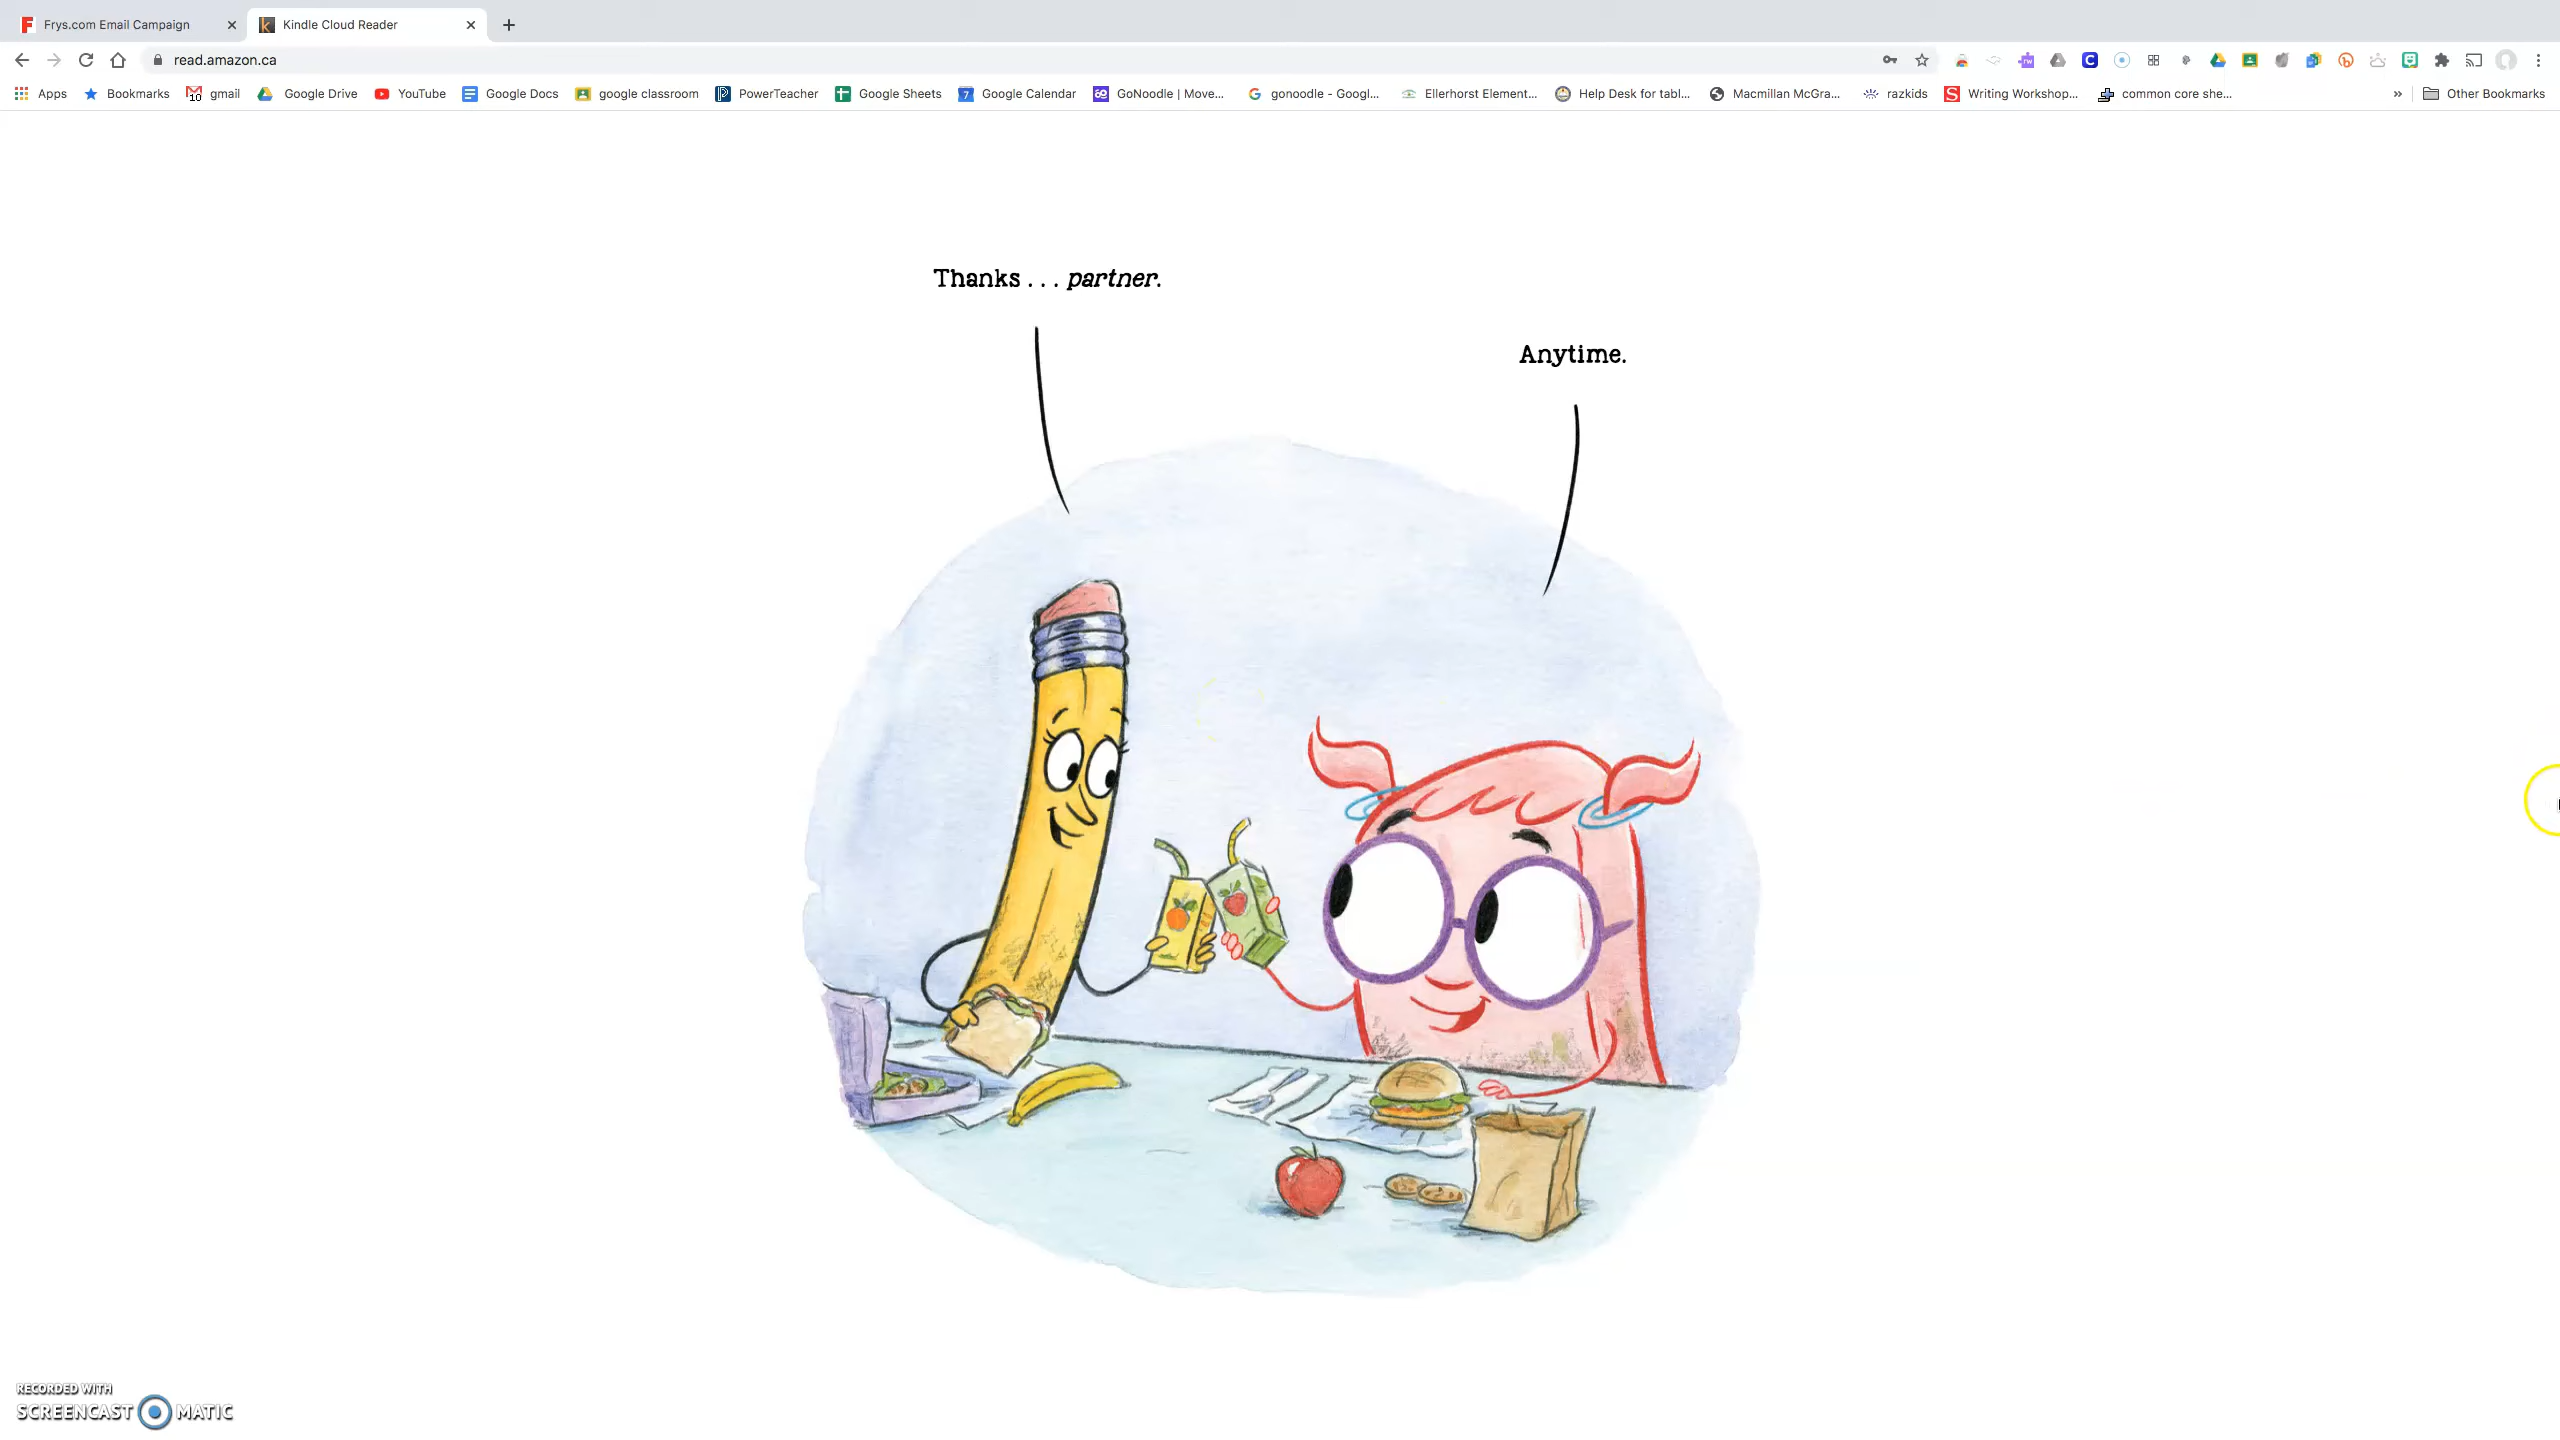 Frys.com Email Campaign
Kindle Cloud Reader
read.amazon.ca
Apps Bookmarks gmail Google Drive YouTube Google Docs google classroom PowerTeacher Google Sheets Google Calendar GoNoodle | Move... gonoodle - Googl... Ellerhorst Element... Help Desk for tabl... Macmillan McGra... razkids Writing Workshop... common core she... » Other Bookmarks
Thanks . . . partner.
Anytime.
RECORDED WITH
SCREENCAST MATIC